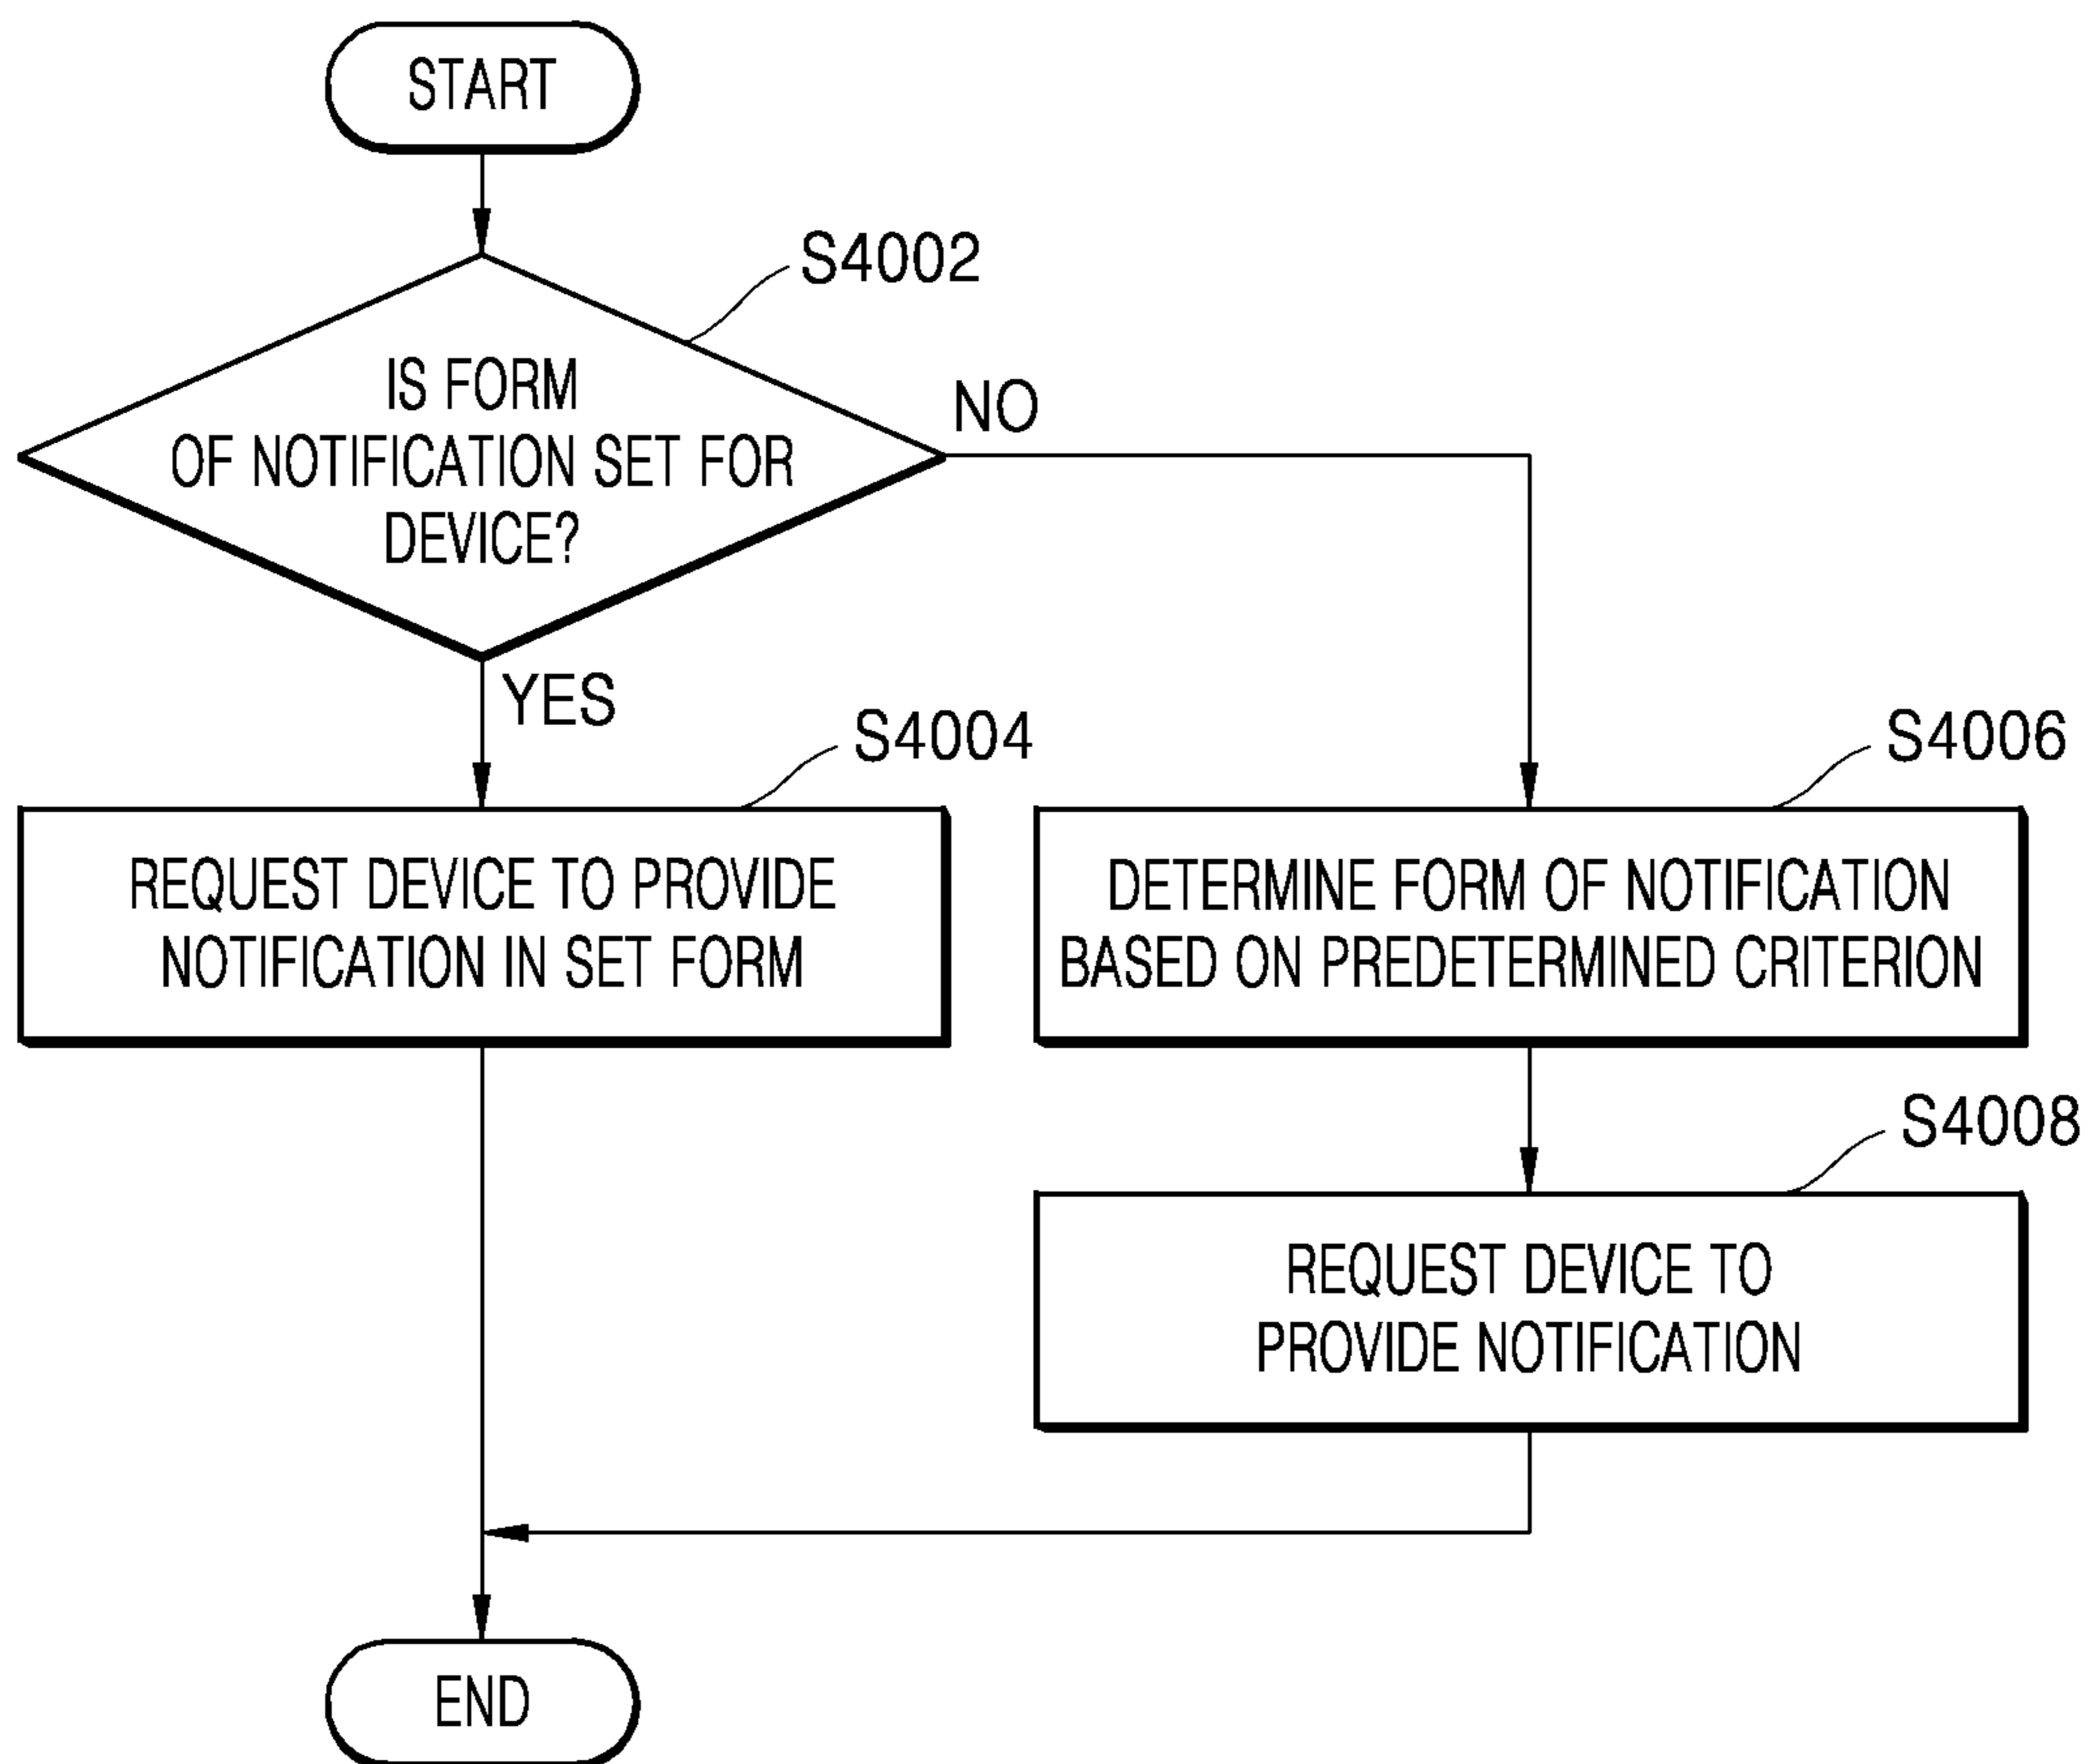 START
S4002
IS FORM
OF NOTIFICATION SET FOR
DEVICE?
NO
YES
S4004
REQUEST DEVICE TO PROVIDE
NOTIFICATION IN SET FORM
S4006
DETERMINE FORM OF NOTIFICATION
BASED ON PREDETERMINED CRITERION
S4008
REQUEST DEVICE TO
PROVIDE NOTIFICATION
END